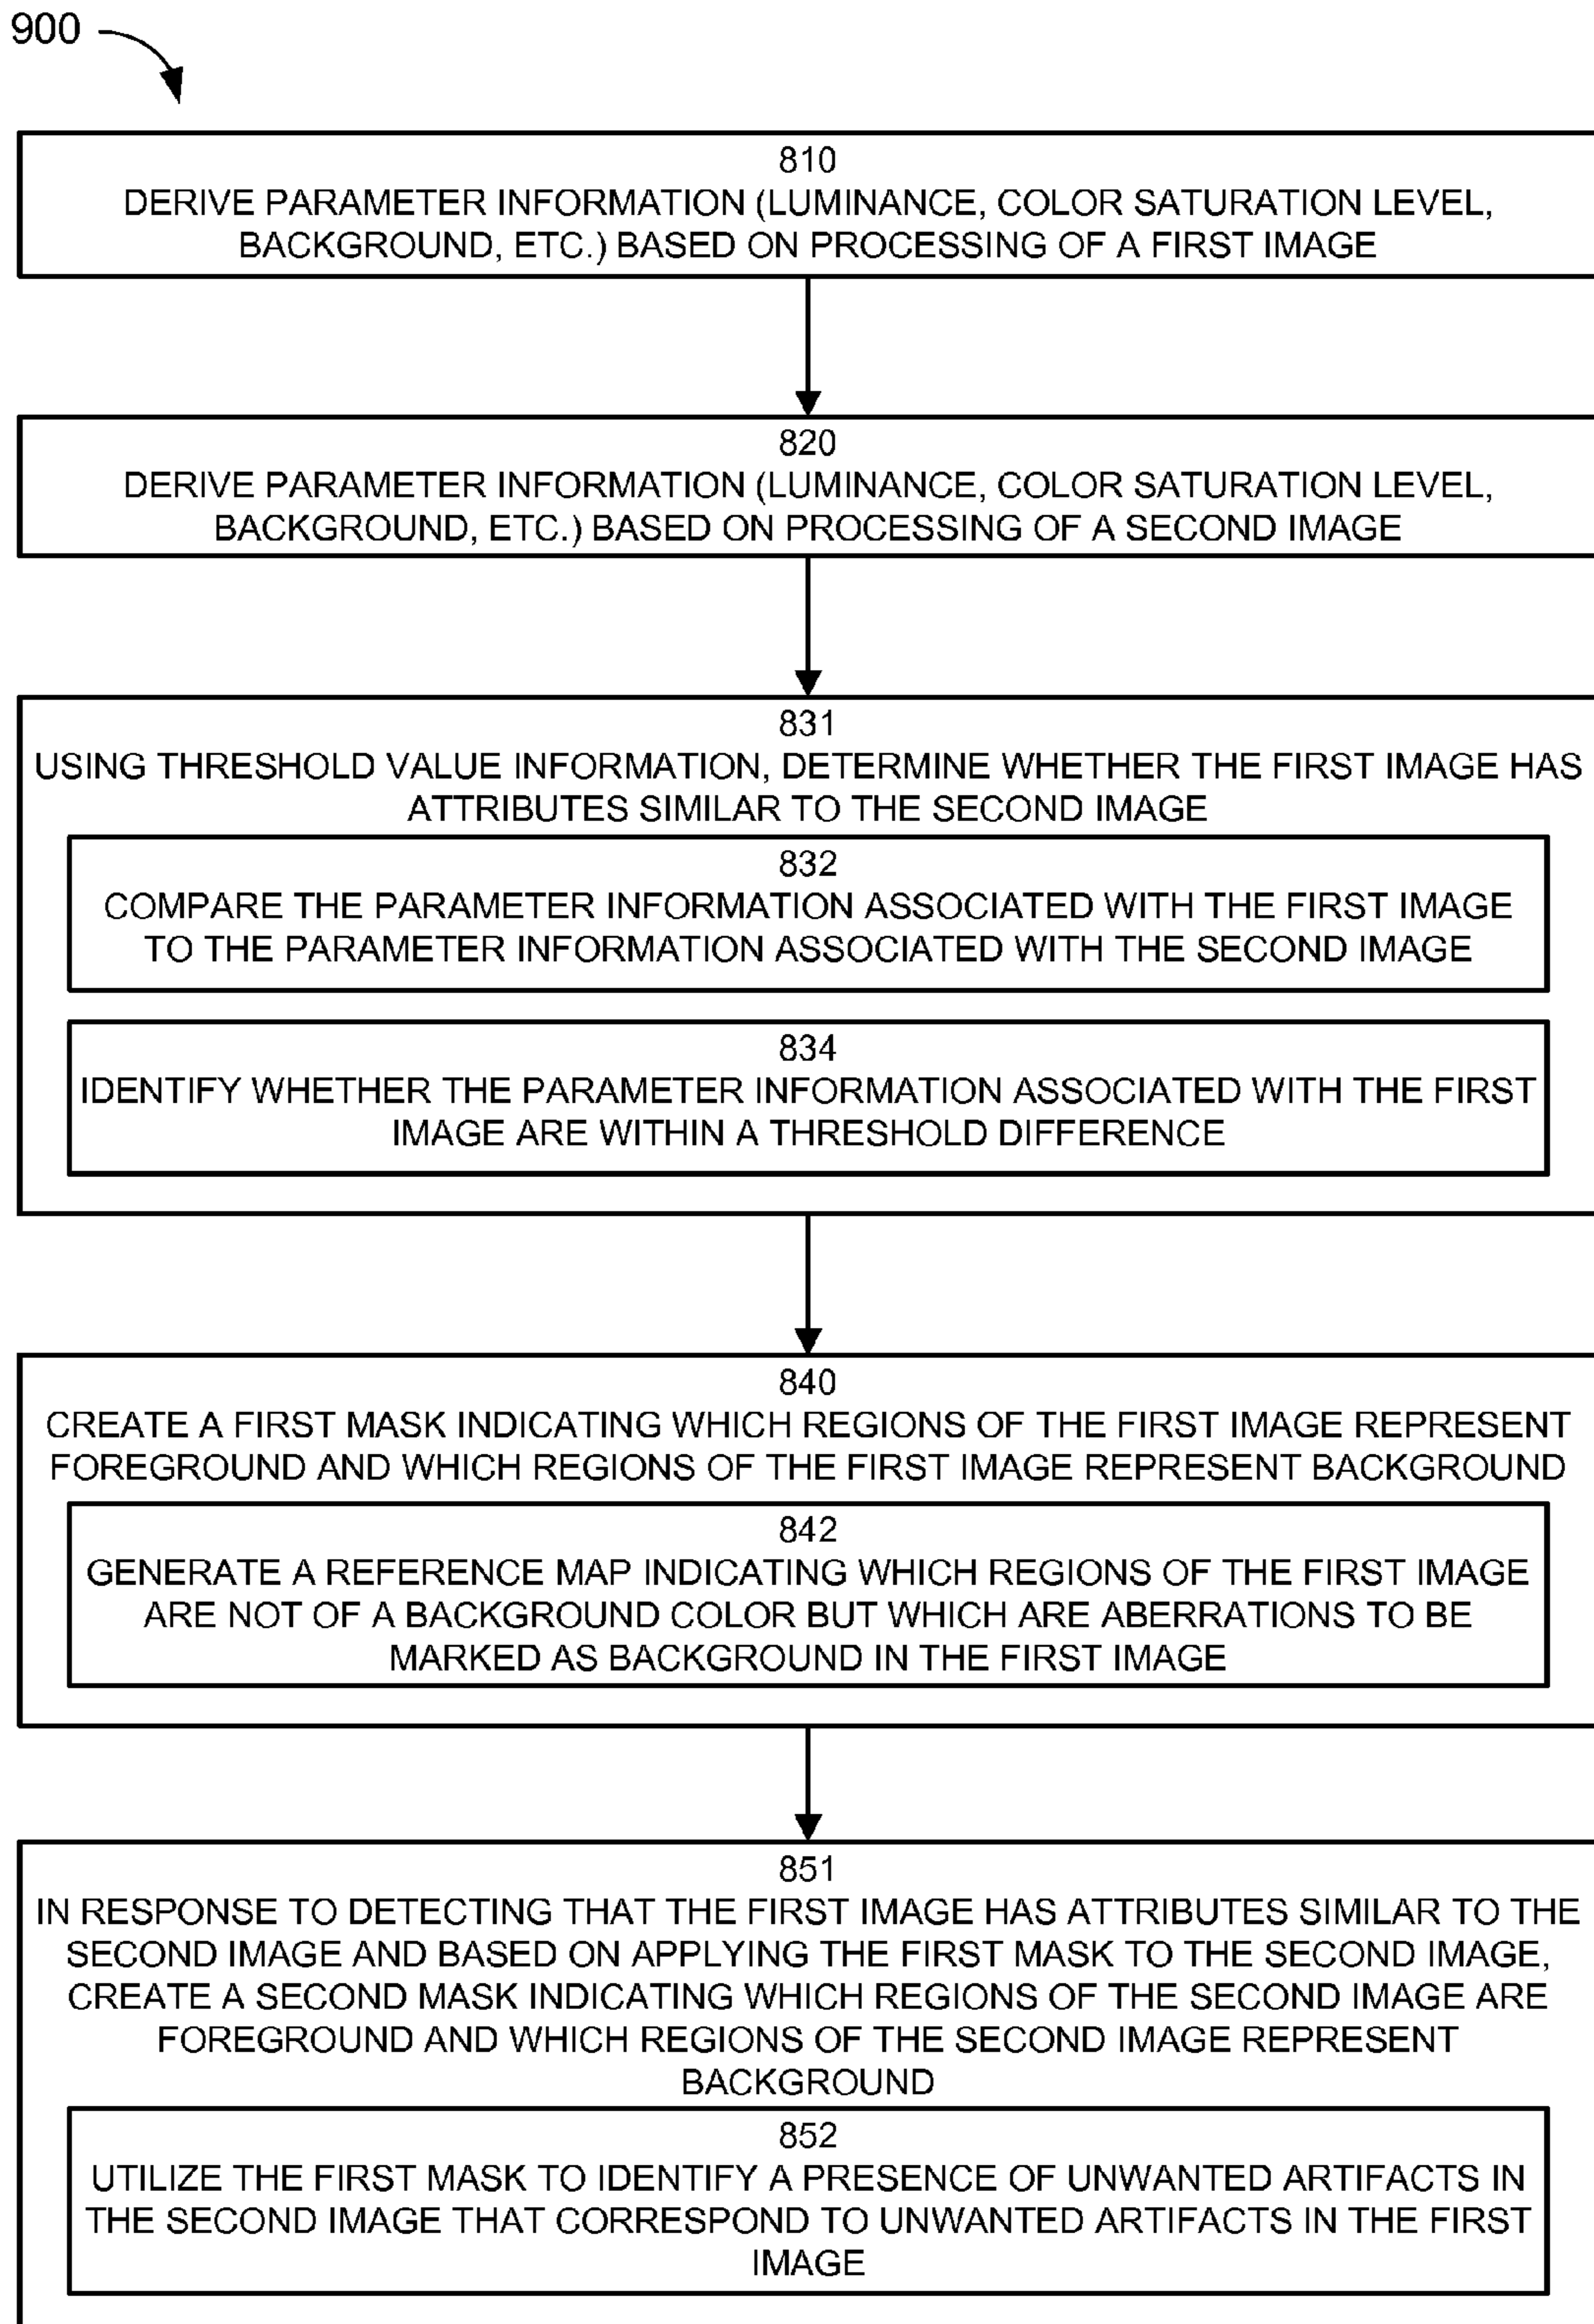 900
810
DERIVE PARAMETER INFORMATION (LUMINANCE, COLOR SATURATION LEVEL,
BACKGROUND, ETC.) BASED ON PROCESSING OF A FIRST IMAGE
820
DERIVE PARAMETER INFORMATION (LUMINANCE, COLOR SATURATION LEVEL,
BACKGROUND, ETC.) BASED ON PROCESSING OF A SECOND IMAGE
831
USING THRESHOLD VALUE INFORMATION, DETERMINE WHETHER THE FIRST IMAGE HAS
ATTRIBUTES SIMILAR TO THE SECOND IMAGE
832
COMPARE THE PARAMETER INFORMATION ASSOCIATED WITH THE FIRST IMAGE
TO THE PARAMETER INFORMATION ASSOCIATED WITH THE SECOND IMAGE
834
IDENTIFY WHETHER THE PARAMETER INFORMATION ASSOCIATED WITH THE FIRST
IMAGE ARE WITHIN A THRESHOLD DIFFERENCE
840
CREATE A FIRST MASK INDICATING WHICH REGIONS OF THE FIRST IMAGE REPRESENT
FOREGROUND AND WHICH REGIONS OF THE FIRST IMAGE REPRESENT BACKGROUND
842
GENERATE A REFERENCE MAP INDICATING WHICH REGIONS OF THE FIRST IMAGE
ARE NOT OF A BACKGROUND COLOR BUT WHICH ARE ABERRATIONS TO BE
MARKED AS BACKGROUND IN THE FIRST IMAGE
851
IN RESPONSE TO DETECTING THAT THE FIRST IMAGE HAS ATTRIBUTES SIMILAR TO THE
SECOND IMAGE AND BASED ON APPLYING THE FIRST MASK TO THE SECOND IMAGE,
CREATE A SECOND MASK INDICATING WHICH REGIONS OF THE SECOND IMAGE ARE
FOREGROUND AND WHICH REGIONS OF THE SECOND IMAGE REPRESENT
BACKGROUND
852
UTILIZE THE FIRST MASK TO IDENTIFY A PRESENCE OF UNWANTED ARTIFACTS IN
THE SECOND IMAGE THAT CORRESPOND TO UNWANTED ARTIFACTS IN THE FIRST
IMAGE